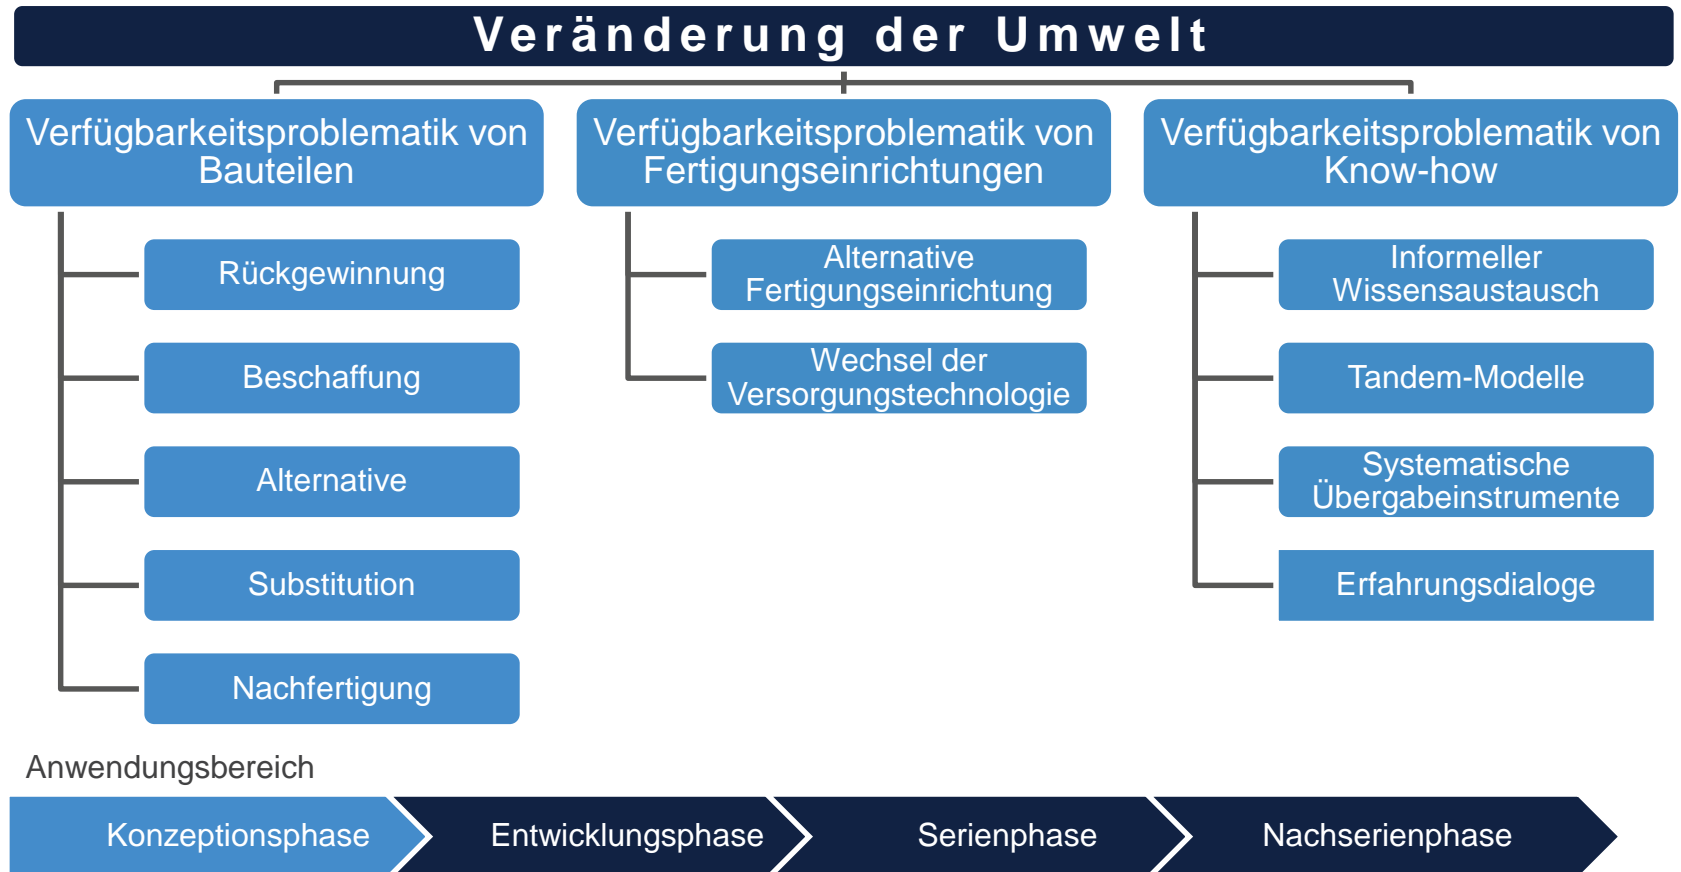 Veränderung der Umwelt
Verfügbarkeitsproblematik von
Bauteilen
Rückgewinnung
Beschaffung
Alternative
Substitution
Nachfertigung
Verfügbarkeitsproblematik von
Fertigungseinrichtungen
Alternative
Fertigungseinrichtung
Wechsel der
Versorgungstechnologie
Verfügbarkeitsproblematik von
Know-how
Informeller
Wissensaustausch
Tandem-Modelle
Systematische
Übergabeinstrumente
Erfahrungsdialoge
Anwendungsbereich
Konzeptionsphase
Entwicklungsphase
Serienphase
Nachserienphase